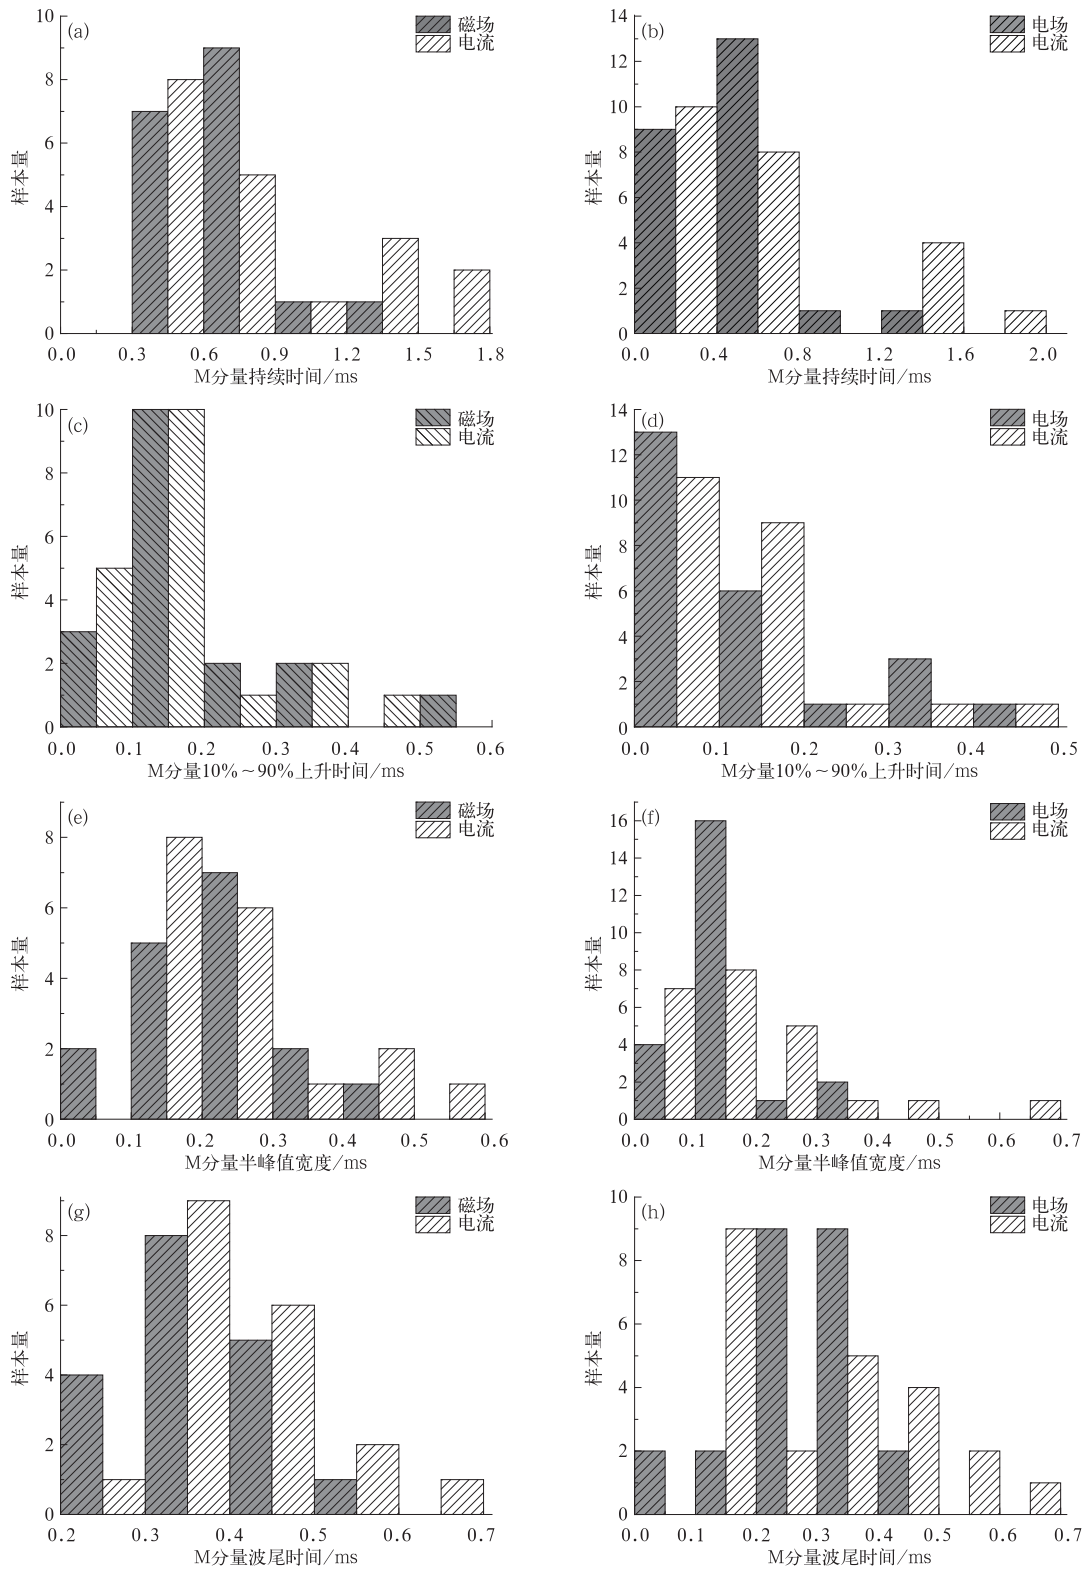 (a)
磁场
电流
10
8
6
4
2
0
样本量
0.0 0.3 0.6 0.9 1.2 1.5 1.8
M分量持续时间/ms
(b)
电场
电流
14
12
10
8
6
4
2
0
样本量
0.0 0.4 0.8 1.2 1.6 2.0
M分量持续时间/ms
(c)
磁场
电流
10
8
6
4
2
0
样本量
0.0 0.1 0.2 0.3 0.4 0.5 0.6
M分量10%~90%上升时间/ms
(d)
电场
电流
14
12
10
8
6
4
2
0
样本量
0.0 0.1 0.2 0.3 0.4 0.5
M分量10%~90%上升时间/ms
(e)
磁场
电流
8
6
4
2
0
样本量
0.0 0.1 0.2 0.3 0.4 0.5 0.6
M分量半峰值宽度/ms
(f)
电场
电流
16
14
12
10
8
6
4
2
0
样本量
0.0 0.1 0.2 0.3 0.4 0.5 0.6 0.7
M分量半峰值宽度/ms
(g)
磁场
电流
8
6
4
2
0
样本量
0.2 0.3 0.4 0.5 0.6 0.7
M分量波尾时间/ms
(h)
电场
电流
10
8
6
4
2
0
样本量
0.0 0.1 0.2 0.3 0.4 0.5 0.6 0.7
M分量波尾时间/ms